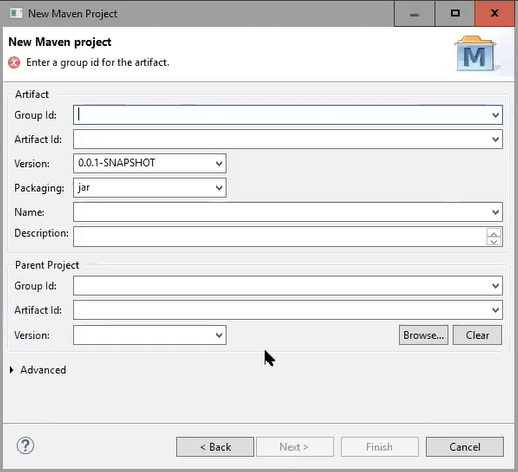 New Maven Project
New Maven project
Enter a group id for the artifact.
M
Artifact
Group Id:
Artifact Id:
Version: 0.0.1-SNAPSHOT
Packaging: jar
Name:
Description:
Parent Project
Group Id:
Artifact Id:
Version: Browse... Clear
Advanced
? < Back Next > Finish Cancel